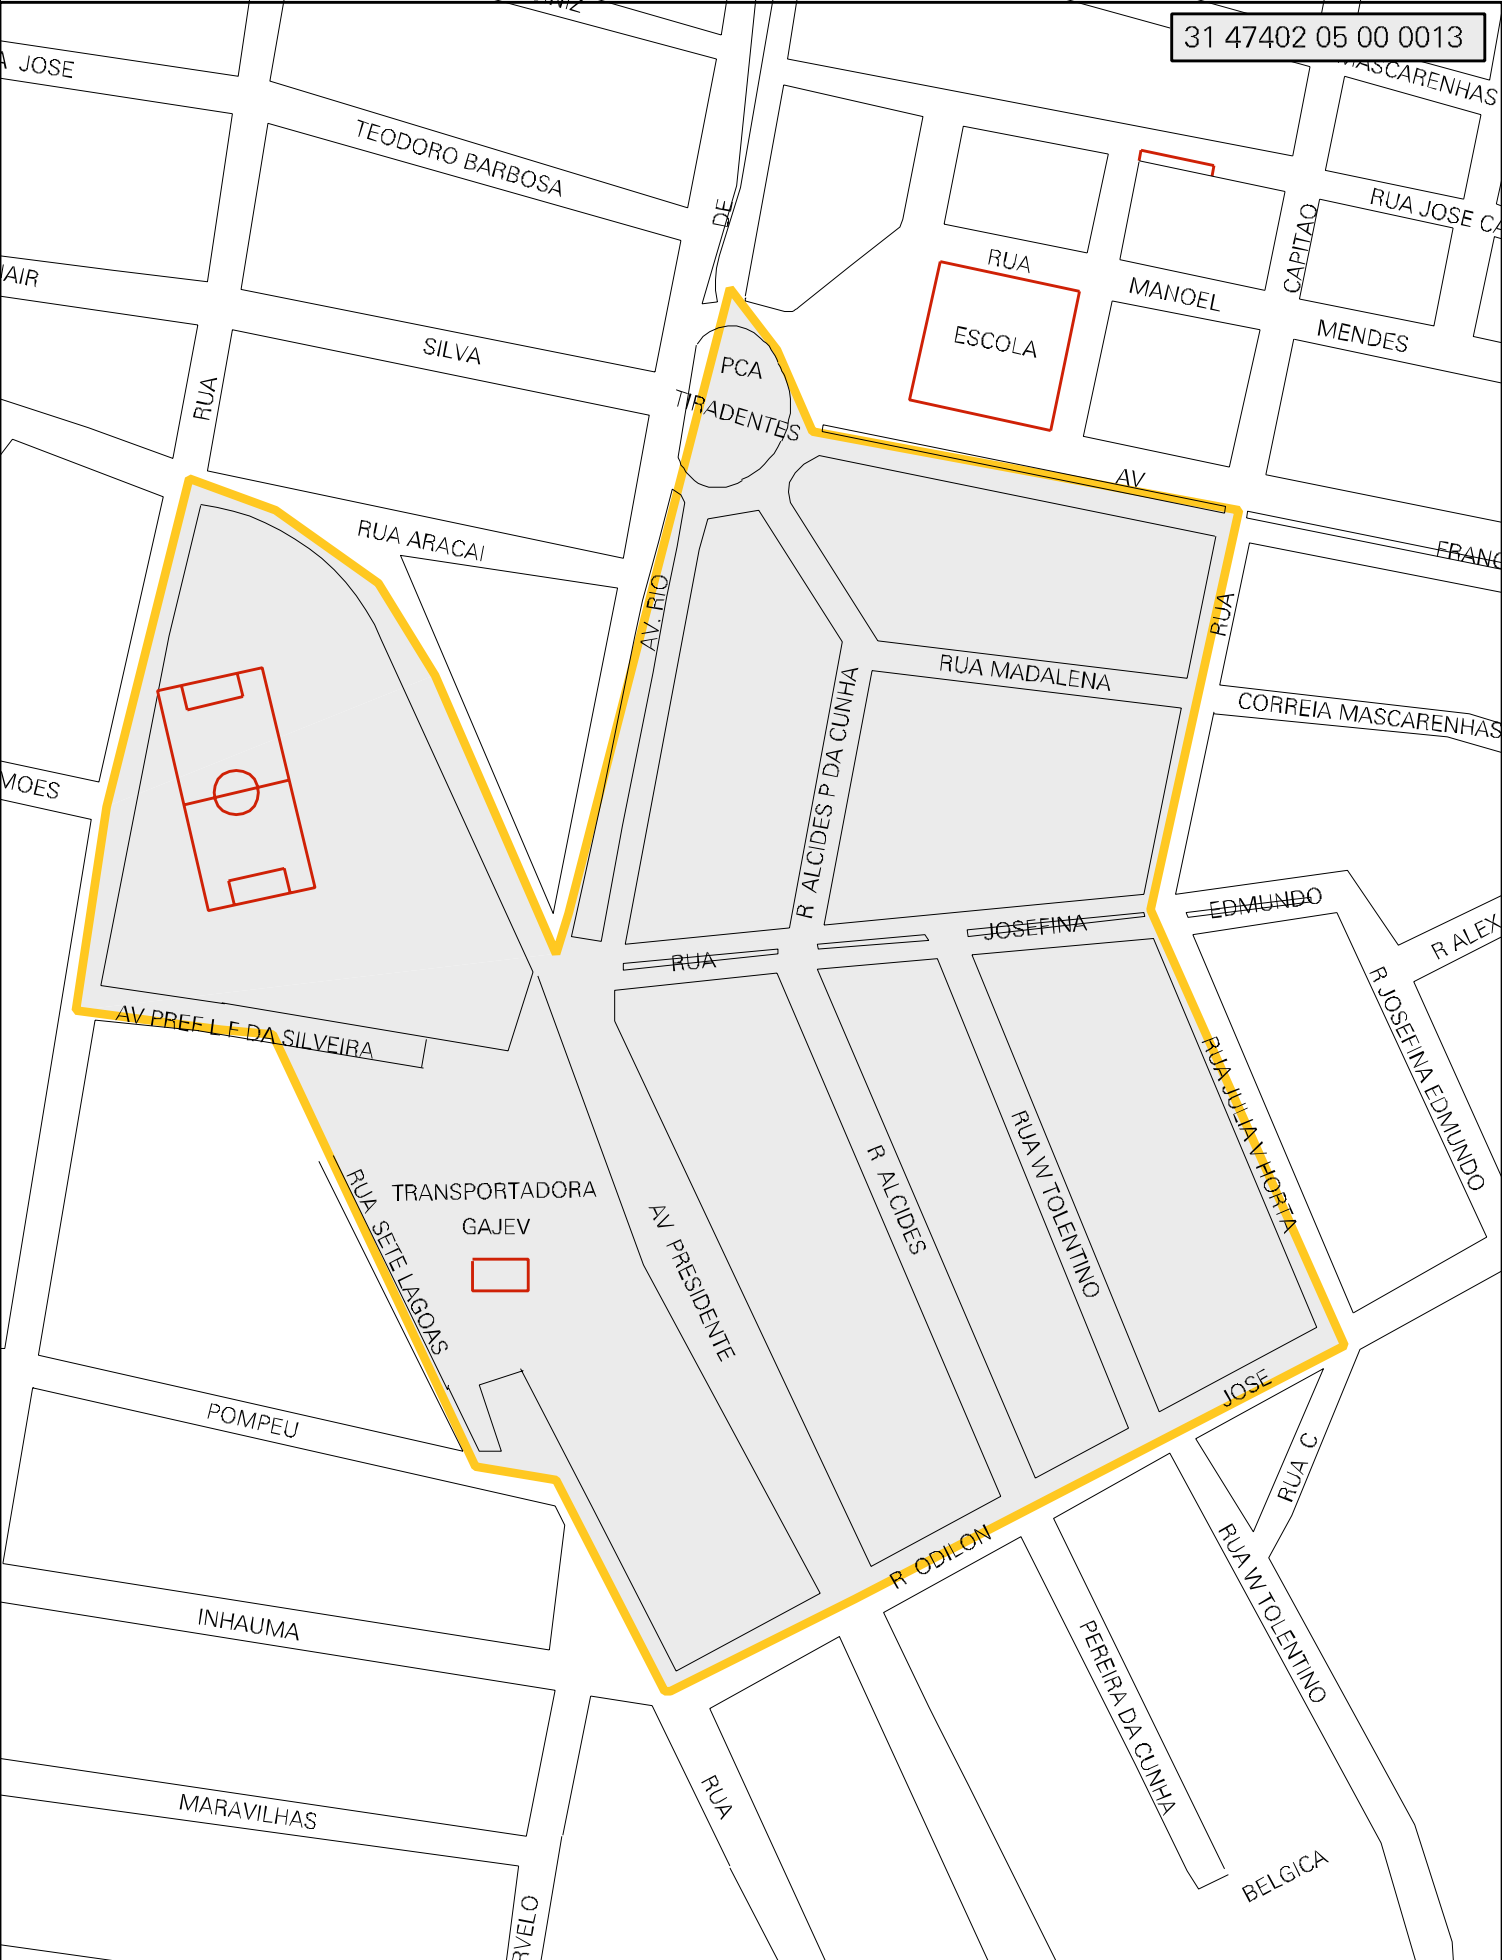 31 47402 05 00 0013
JOSE
MASCARENHAS
TEODORO BARBOSA
DE
CAPITAO
RUA JOSE CA
RUA
MANOEL
MENDES
ESCOLA
SILVA
PCA
TIRADENTES
RUA
AV
RUA ARACAI
FRANC
AV. RIO
RUA
RUA MADALENA
CORREIA MASCARENHAS
R ALCIDES P DA CUNHA
MOES
EDMUNDO
JOSEFINA
RUA
R ALEX
R JOSEFINA EDMUNDO
AV PREF L F DA SILVEIRA
RUA JULIA V HORTA
TRANSPORTADORA
GAJEV
RUA SETE LAGOAS
AV PRESIDENTE
R ALCIDES
RUA W TOLENTINO
JOSE
POMPEU
RUA C
R ODILON
RUA W TOLENTINO
INHAUMA
PEREIRA DA CUNHA
RUA
MARAVILHAS
BELGICA
RVELO